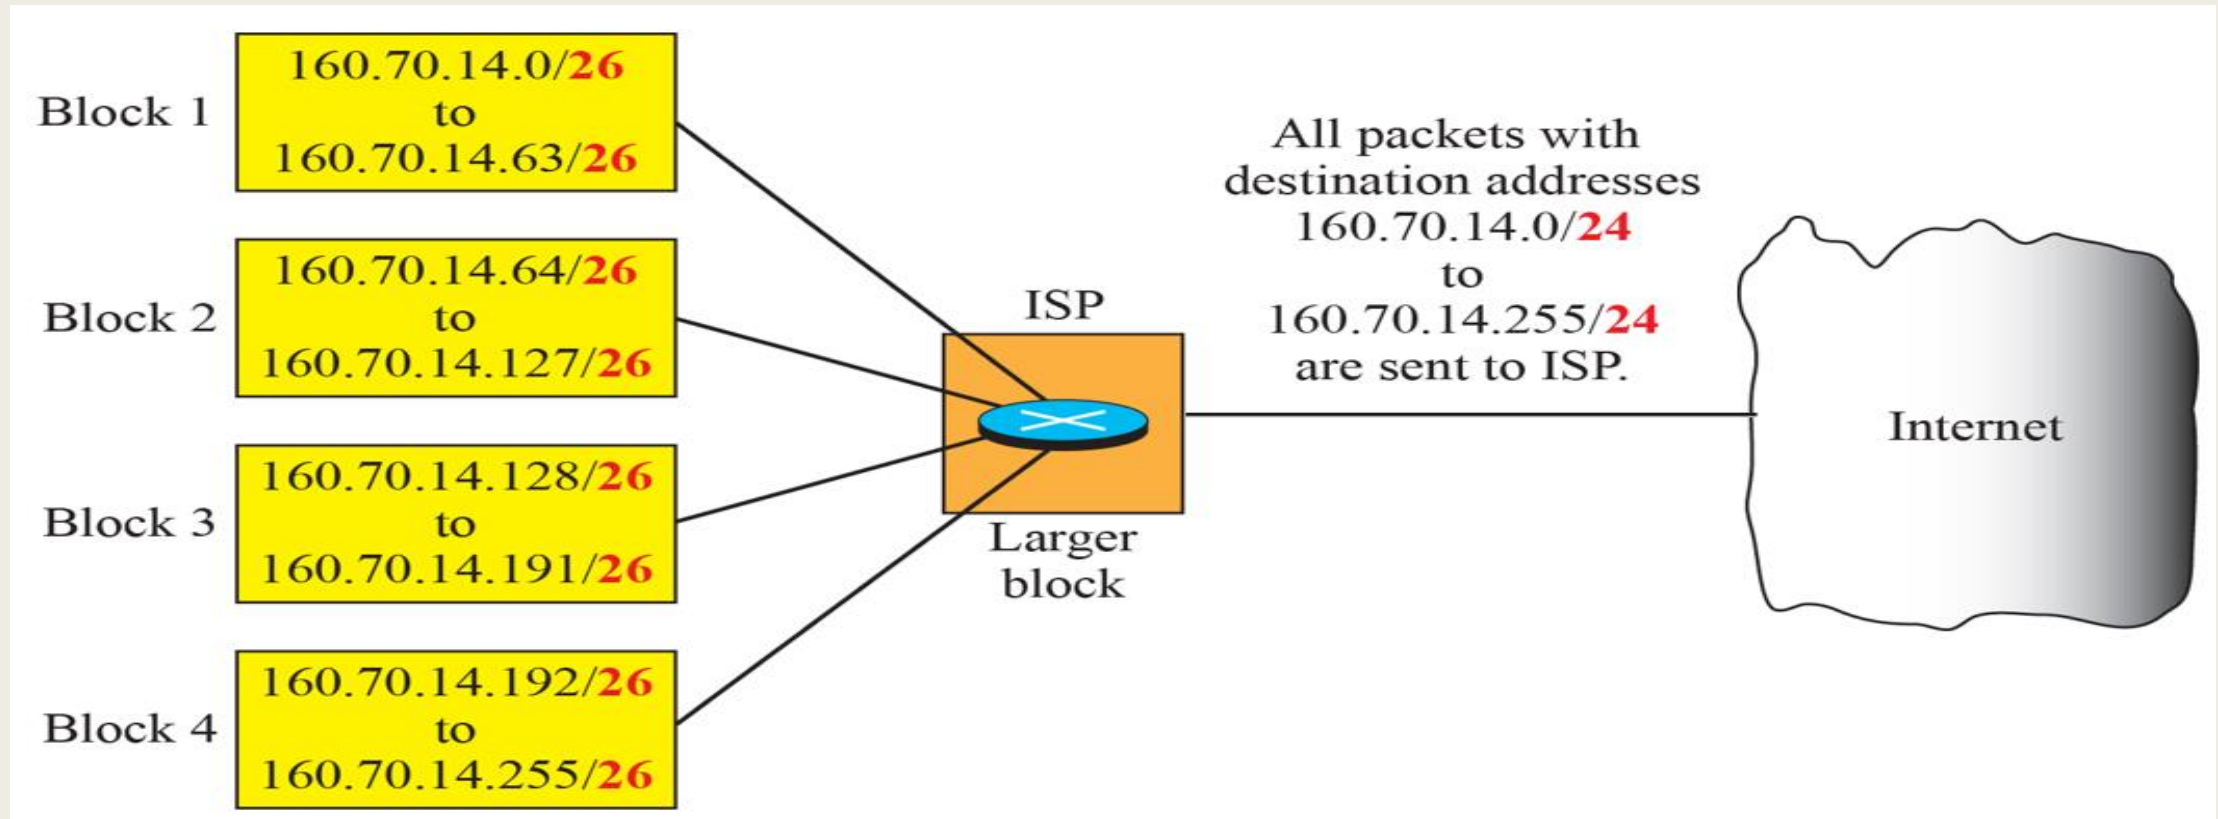 Block 1
160.70.14.0/26
to
160.70.14.63/26
Block 2
160.70.14.64/26
to
160.70.14.127/26
Block 3
160.70.14.128/26
to
160.70.14.191/26
Block 4
160.70.14.192/26
to
160.70.14.255/26
ISP
Larger
block
All packets with
destination addresses
160.70.14.0/24
to
160.70.14.255/24
are sent to ISP.
Internet